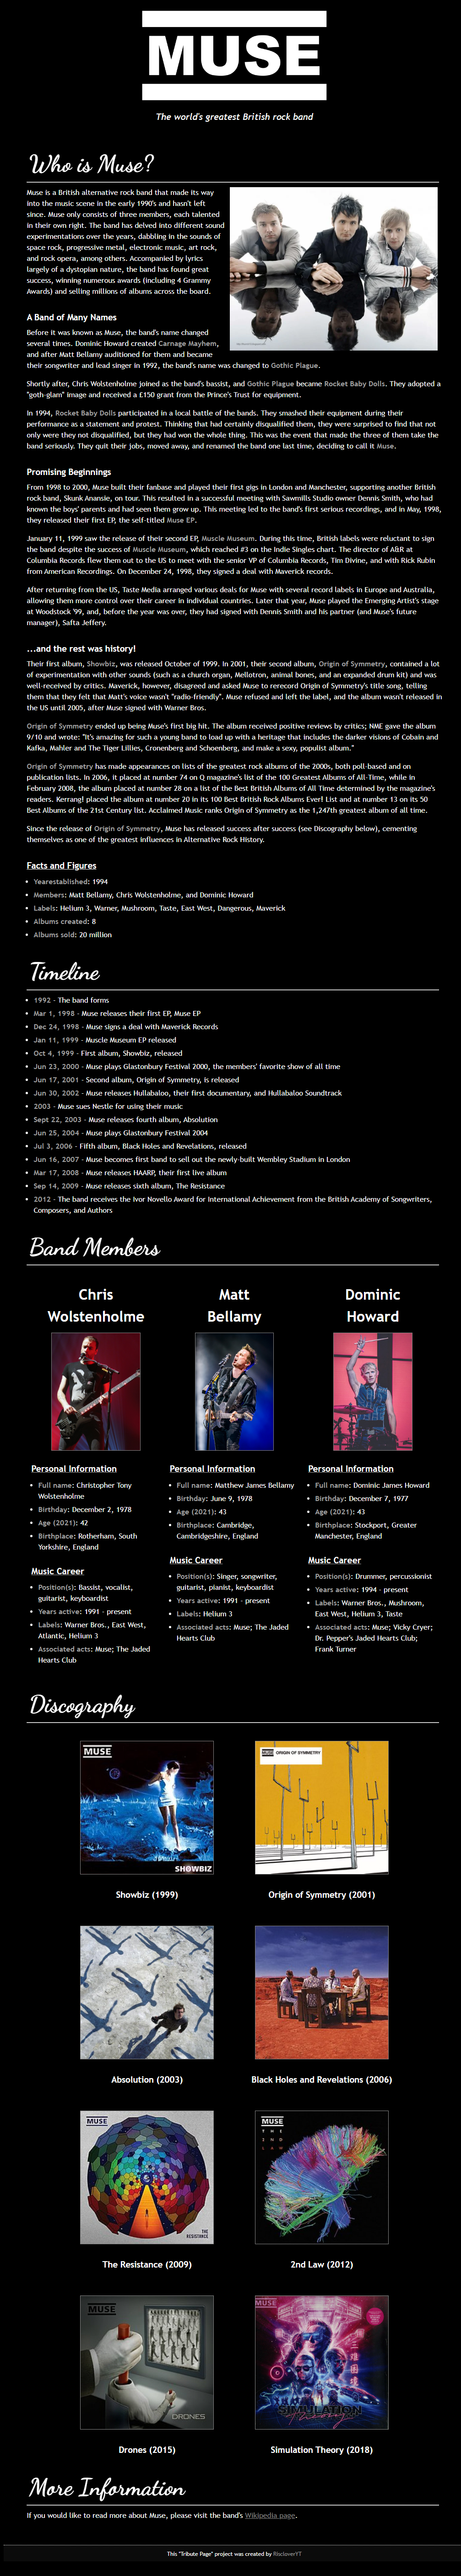 MUSE
The world's greatest British rock band
Who is Muse?
Muse is a British alternative rock band that made its way
into the music scene in the early 1990's and hasn't left
since. Muse only consists of three members, each talented
in their own right. The band has delved into different sound
experimentations over the years, dabbling in the sounds of
space rock, progressive metal, electronic music, art rock,
and rock opera, among others. Accompanied by lyrics
largely of a dystopian nature, the band has found great
success, winning numerous awards (including 4 Grammy
Awards) and selling millions of albums across the board.
A Band of Many Names
Before it was known as Muse, the band's name changed
several times. Dominic Howard created Carnage Mayhem,
and after Matt Bellamy auditioned for them and became
their songwriter and lead singer in 1992, the band's name was changed to Gothic Plague.
Shortly after, Chris Wolstenholme joined as the band's bassist, and Gothic Plague became Rocket Baby Dolls. They adopted a
"goth-glam" image and received a £150 grant from the Prince's Trust for equipment.
In 1994, Rocket Baby Dolls participated in a local battle of the bands. They smashed their equipment during their
performance as a statement and protest. Thinking that had certainly disqualified them, they were surprised to find that not
only were they not disqualified, but they had won the whole thing. This was the event that made the three of them take the
band seriously. They quit their jobs, moved away, and renamed the band one last time, deciding to call it Muse.
Promising Beginnings
From 1998 to 2000, Muse built their fanbase and played their first gigs in London and Manchester, supporting another British
rock band, Skunk Anansie, on tour. This resulted in a successful meeting with Sawmills Studio owner Dennis Smith, who had
known the boys' parents and had seen them grow up. This meeting led to the band's first serious recordings, and in May, 1998,
they released their first EP, the self-titled Muse EP.
January 11, 1999 saw the release of their second EP, Muscle Museum. During this time, British labels were reluctant to sign
the band despite the success of Muscle Museum, which reached #3 on the Indie Singles chart. The director of A&R at
Columbia Records flew them out to the US to meet with the senior VP of Columbia Records, Tim Divine, and with Rick Rubin
from American Recordings. On December 24, 1998, they signed a deal with Maverick records.
After returning from the US, Taste Media arranged various deals for Muse with several record labels in Europe and Australia,
allowing them more control over their career in individual countries. Later that year, Muse played the Emerging Artist's stage
at Woodstock '99, and, before the year was over, they had signed with Dennis Smith and his partner (and Muse's future
manager), Safta Jeffery.
...and the rest was history!
Their first album, Showbiz, was released October of 1999. In 2001, their second album, Origin of Symmetry, contained a lot
of experimentation with other sounds (such as a church organ, Mellotron, animal bones, and an expanded drum kit) and was
well-received by critics. Maverick, however, disagreed and asked Muse to rerecord Origin of Symmetry's title song, telling
them that they felt that Matt's voice wasn't "radio-friendly". Muse refused and left the label, and the album wasn't released in
the US until 2005, after Muse signed with Warner Bros.
Origin of Symmetry ended up being Muse's first big hit. The album received positive reviews by critics; NME gave the album
9/10 and wrote: "It's amazing for such a young band to load up with a heritage that includes the darker visions of Cobain and
Kafka, Mahler and The Tiger Lillies, Cronenberg and Schoenberg, and make a sexy, populist album."
Origin of Symmetry has made appearances on lists of the greatest rock albums of the 2000s, both poll-based and on
publication lists. In 2006, it placed at number 74 on Q magazine's list of the 100 Greatest Albums of All-Time, while in
February 2008, the album placed at number 28 on a list of the Best British Albums of All Time determined by the magazine's
readers. Kerrang! placed the album at number 20 in its 100 Best British Rock Albums Ever! List and at number 13 on its 50
Best Albums of the 21st Century list. Acclaimed Music ranks Origin of Symmetry as the 1,247th greatest album of all time.
Since the release of Origin of Symmetry, Muse has released success after success (see Discography below), cementing
themselves as one of the greatest influences in Alternative Rock History.
Facts and Figures
• Yearestablished: 1994
• Members: Matt Bellamy, Chris Wolstenholme, and Dominic Howard
• Labels: Helium 3, Warner, Mushroom, Taste, East West, Dangerous, Maverick
• Albums created: 8
• Albums sold: 20 million
Timeline
• 1992 - The band forms
• Mar 1, 1998 - Muse releases their first EP, Muse EP
• Dec 24, 1998 - Muse signs a deal with Maverick Records
• Jan 11, 1999 - Muscle Museum EP released
• Oct 4, 1999 - First album, Showbiz, released
• Jun 23, 2000 - Muse plays Glastonbury Festival 2000, the members' favorite show of all time
• Jun 17, 2001 - Second album, Origin of Symmetry, is released
• Jun 30, 2002 - Muse releases Hullabaloo, their first documentary, and Hullabaloo Soundtrack
• 2003 - Muse sues Nestle for using their music
• Sept 22, 2003 - Muse releases fourth album, Absolution
• Jun 25, 2004 - Muse plays Glastonbury Festival 2004
• Jul 3, 2006 - Fifth album, Black Holes and Revelations, released
• Jun 16, 2007 - Muse becomes first band to sell out the newly-built Wembley Stadium in London
• Mar 17, 2008 - Muse releases HAARP, their first live album
• Sep 14, 2009 - Muse releases sixth album, The Resistance
• 2012 - The band receives the Ivor Novello Award for International Achievement from the British Academy of Songwriters,
Composers, and Authors
Band Members
Chris
Wolstenholme
Personal Information
• Full name: Christopher Tony
Wolstenholme
• Birthday: December 2, 1978
• Age (2021): 42
• Birthplace: Rotherham, South
Yorkshire, England
Music Career
• Position(s): Bassist, vocalist,
guitarist, keyboardist
• Years active: 1991 - present
• Labels: Warner Bros., East West,
Atlantic, Helium 3
• Associated acts: Muse; The Jaded
Hearts Club
Matt
Bellamy
Personal Information
• Full name: Matthew James Bellamy
• Birthday: June 9, 1978
• Age (2021): 43
• Birthplace: Cambridge,
Cambridgeshire, England
Music Career
• Position(s): Singer, songwriter,
guitarist, pianist, keyboardist
• Years active: 1991 - present
• Labels: Helium 3
• Associated acts: Muse; The Jaded
Hearts Club
Dominic
Howard
Personal Information
• Full name: Dominic James Howard
• Birthday: December 7, 1977
• Age (2021): 43
• Birthplace: Stockport, Greater
Manchester, England
Music Career
• Position(s): Drummer, percussionist
• Years active: 1994 - present
• Labels: Warner Bros., Mushroom,
East West, Helium 3, Taste
• Associated acts: Muse; Vicky Cryer;
Dr. Pepper's Jaded Hearts Club;
Frank Turner
Discography
MUSE
SHOWBIZ
Showbiz (1999)
MUSE ORIGIN OF SYMMETRY
Origin of Symmetry (2001)
Absolution (2003)
Black Holes and Revelations (2006)
MUSE
THE
RESISTANCE
The Resistance (2009)
MUSE
THE
2ND
LAW
2nd Law (2012)
MUSE
DRONES
Drones (2015)
MUSE
SIMULATION
Theory
Simulation Theory (2018)
More Information
If you would like to read more about Muse, please visit the band's Wikipedia page.
This "Tribute Page" project was created by RiscloverYT